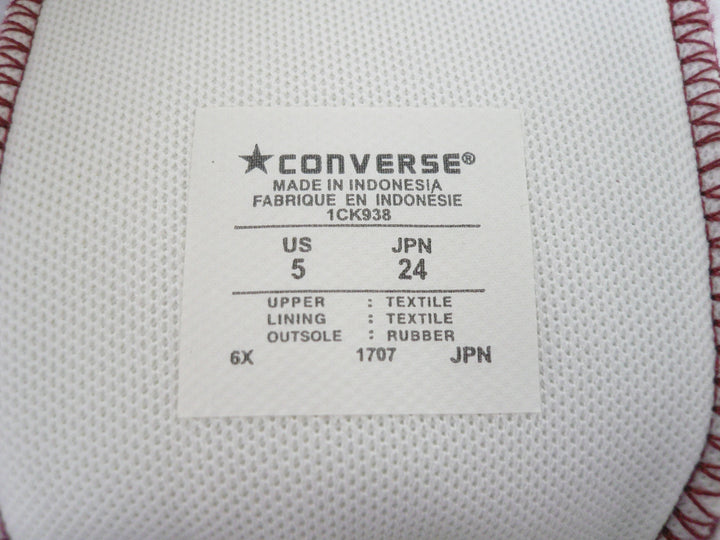 ★CONVERSE®
MADE IN INDONESIA
FABRIQUE EN INDONÉSIE
1CK938
US JPN
5 24
UPPER : TEXTILE
LINING : TEXTILE
OUTSOLE : RUBBER
6X 1707 JPN